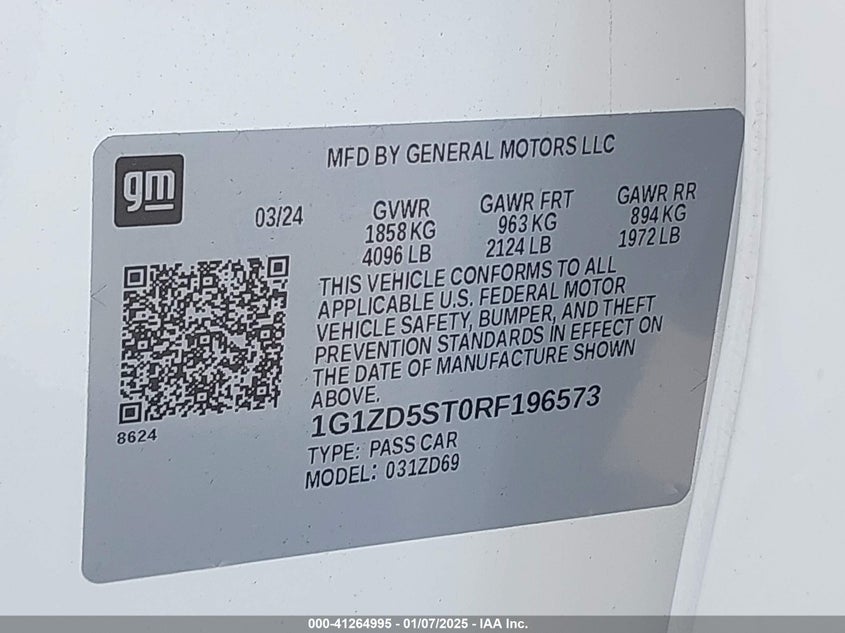 MFD BY GENERAL MOTORS LLC
gm
03/24
GVWR
1858 KG
4096 LB
GAWR FRT
963 KG
2124 LB
GAWR RR
894 KG
1972 LB
THIS VEHICLE CONFORMS TO ALL
APPLICABLE U.S. FEDERAL MOTOR
VEHICLE SAFETY, BUMPER, AND THEFT
PREVENTION STANDARDS IN EFFECT ON
THE DATE OF MANUFACTURE SHOWN
ABOVE.
1G1ZD5ST0RF196573
8624
TYPE: PASS CAR
MODEL: 031ZD69
000-41264995 - 01/07/2025 - IAA Inc.